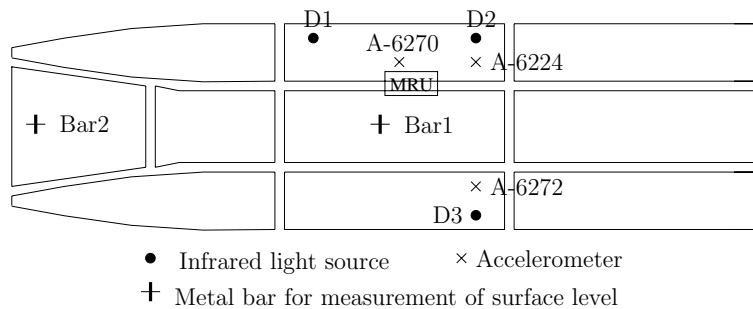 D1
D2
A-6270
A-6224
MRU
Bar2
Bar1
A-6272
D3
Infrared light source
Accelerometer
Metal bar for measurement of surface level